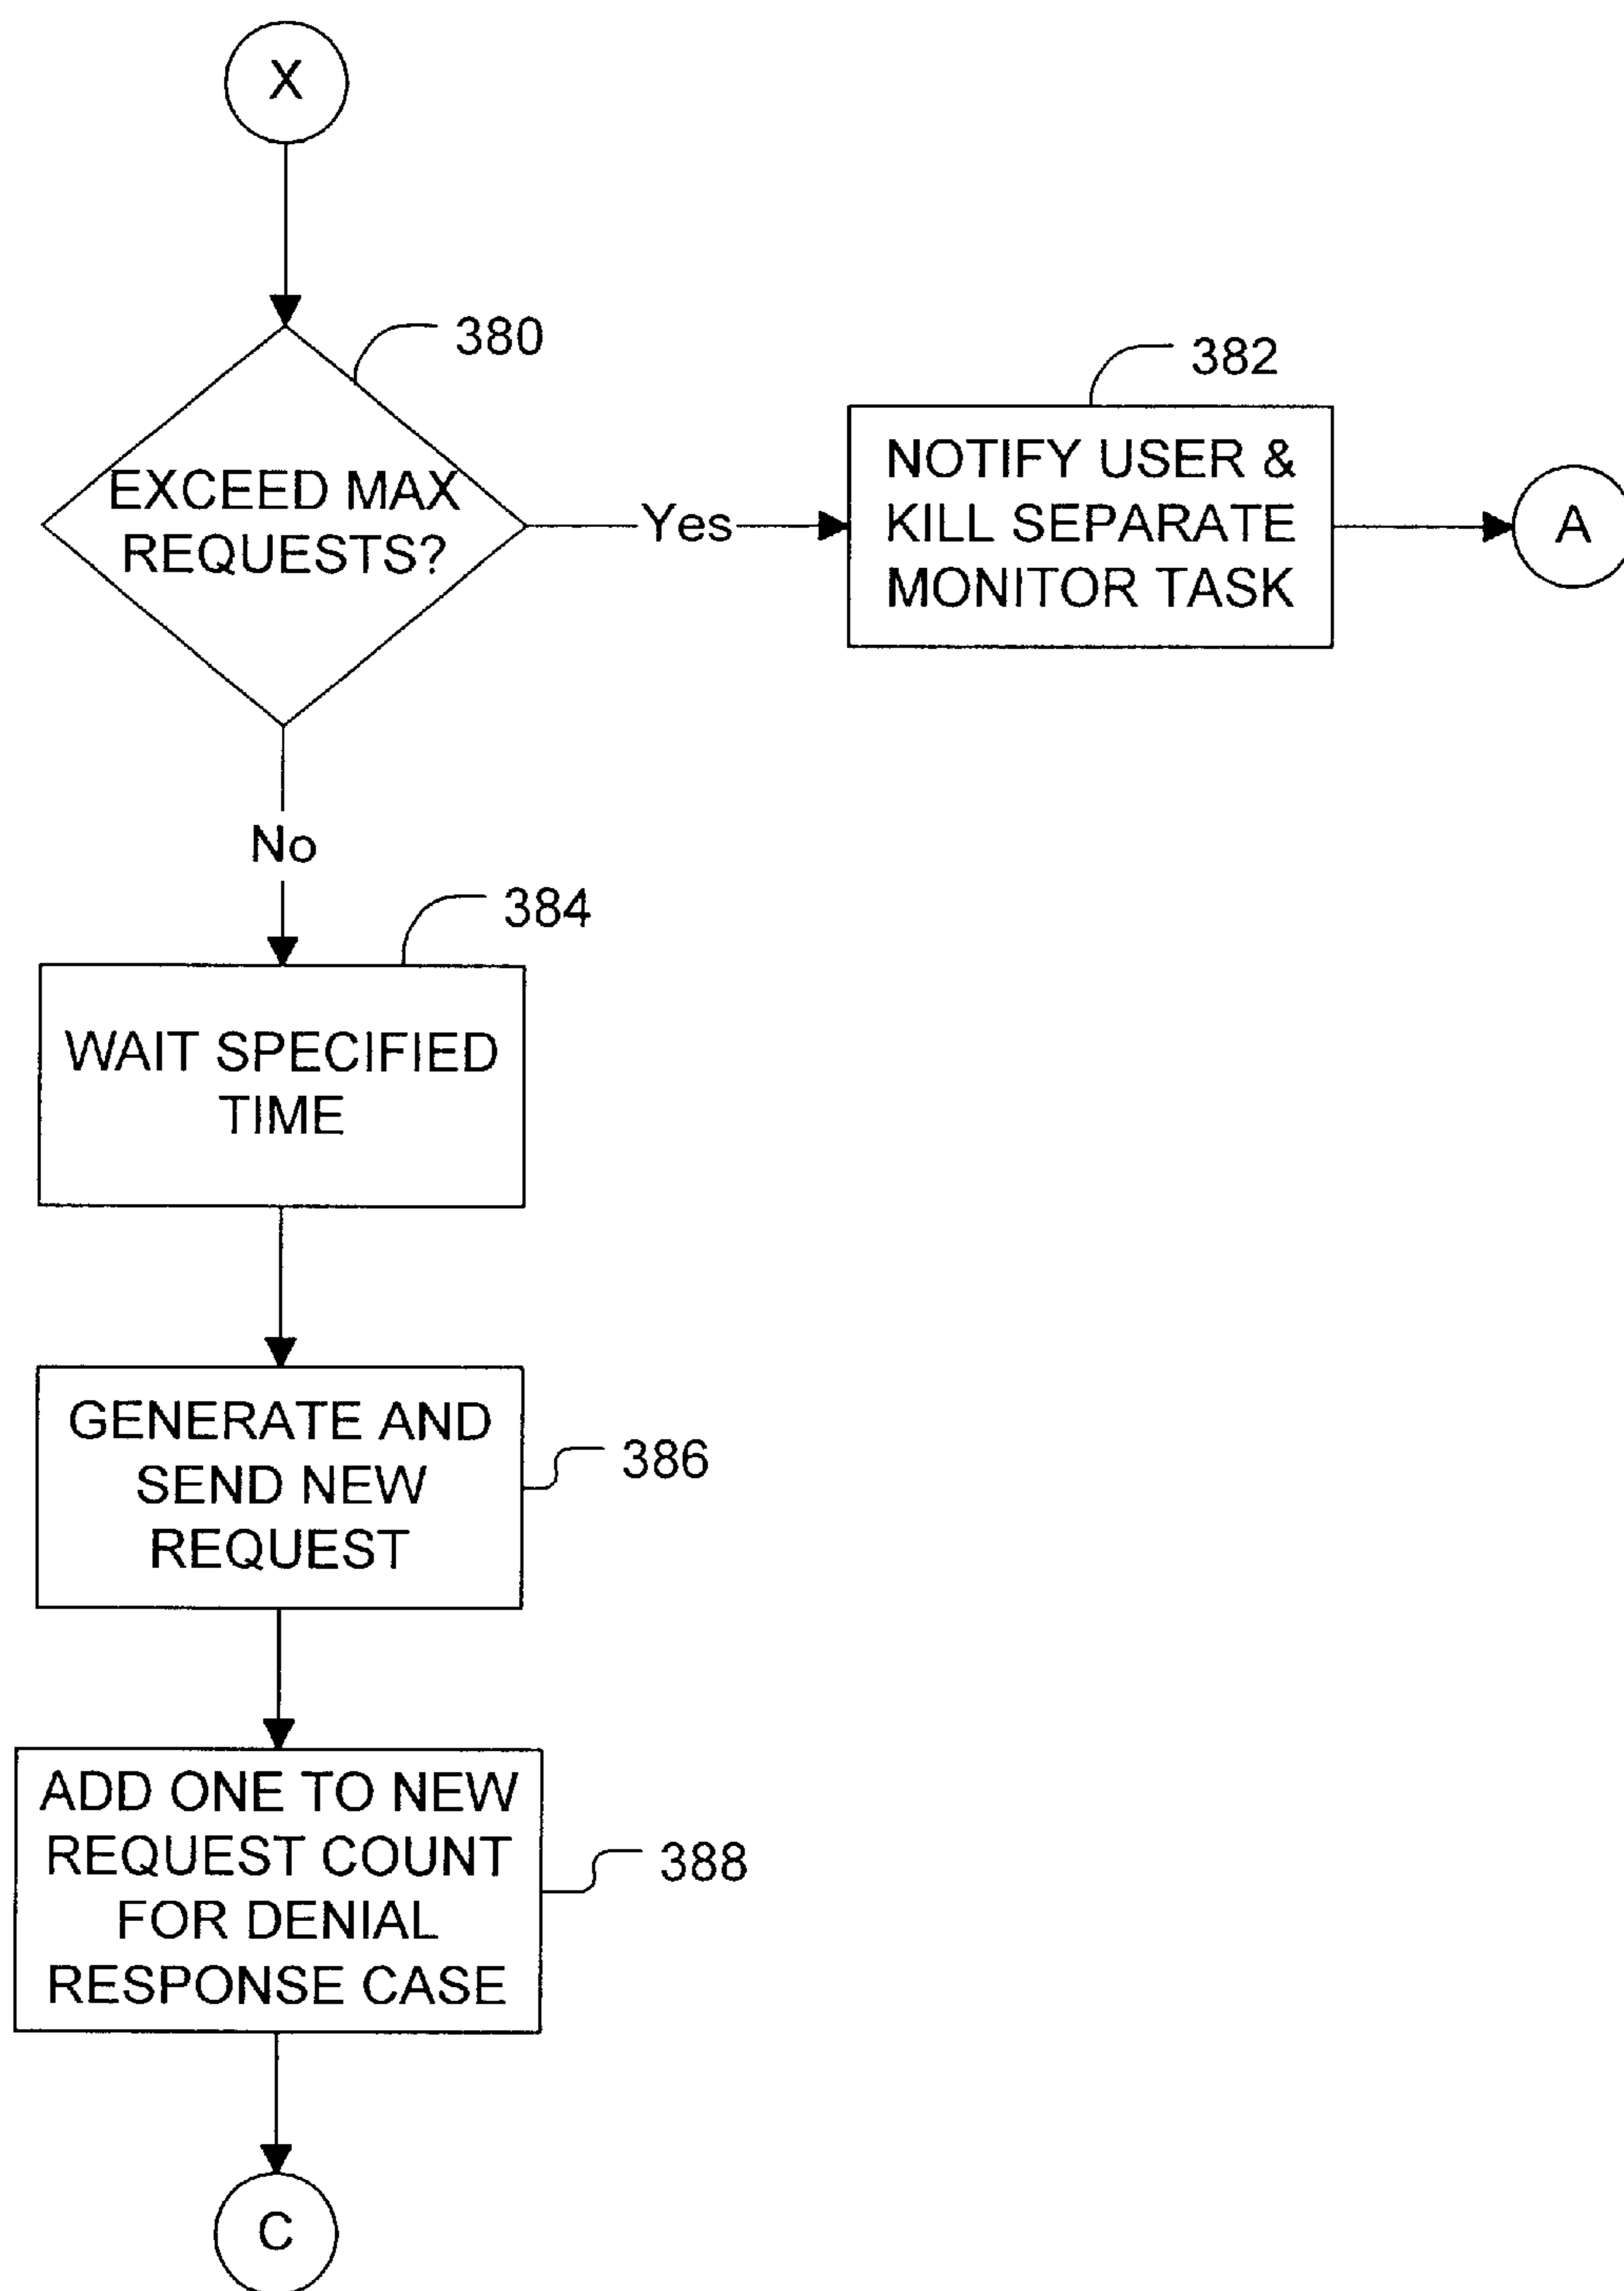 X
380
EXCEED MAX
REQUESTS?
Yes
382
NOTIFY USER &
KILL SEPARATE
MONITOR TASK
A
No
384
WAIT SPECIFIED
TIME
GENERATE AND
SEND NEW
REQUEST
386
ADD ONE TO NEW
REQUEST COUNT
FOR DENIAL
RESPONSE CASE
388
C